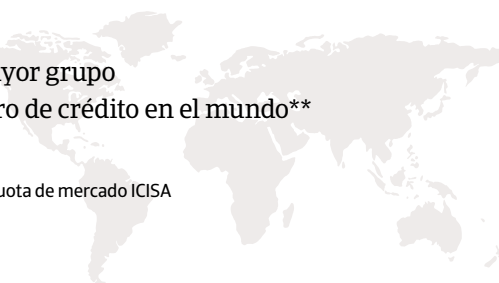 yor grupo
ro de crédito en el mundo**
uota de mercado ICISA